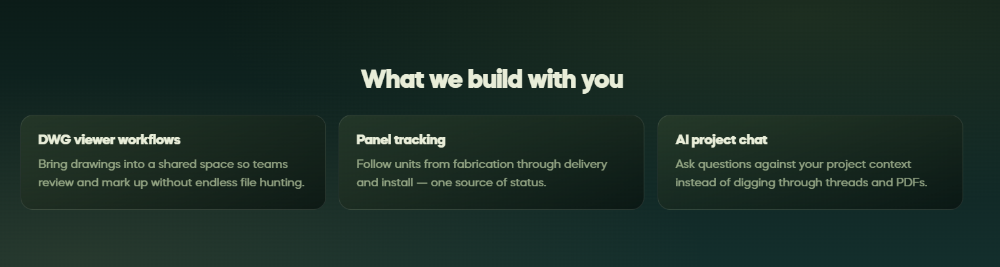 What we build with you
DWG viewer workflows
Bring drawings into a shared space so teams
review and mark up without endless file hunting.
Panel tracking
Follow units from fabrication through delivery
and install — one source of status.
AI project chat
Ask questions against your project context
instead of digging through threads and PDFs.